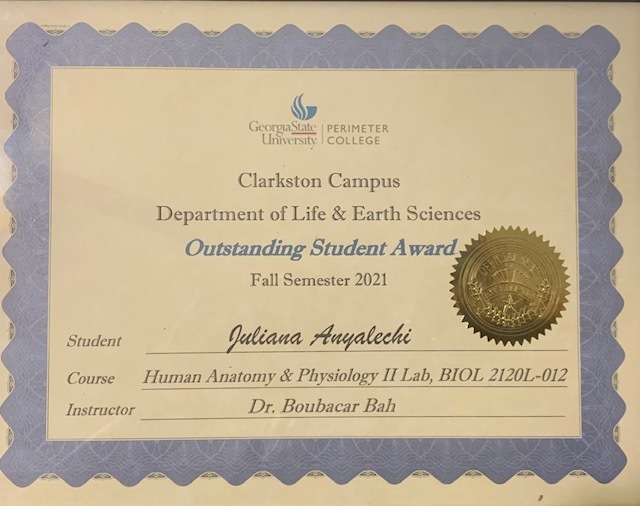 GeorgiaState University | PERIMETER COLLEGE
Clarkston Campus
Department of Life & Earth Sciences
Outstanding Student Award
Fall Semester 2021
Student Juliana Anyalechi
Course Human Anatomy & Physiology II Lab, BIOL 2120L-012
Instructor Dr. Boubacar Bah